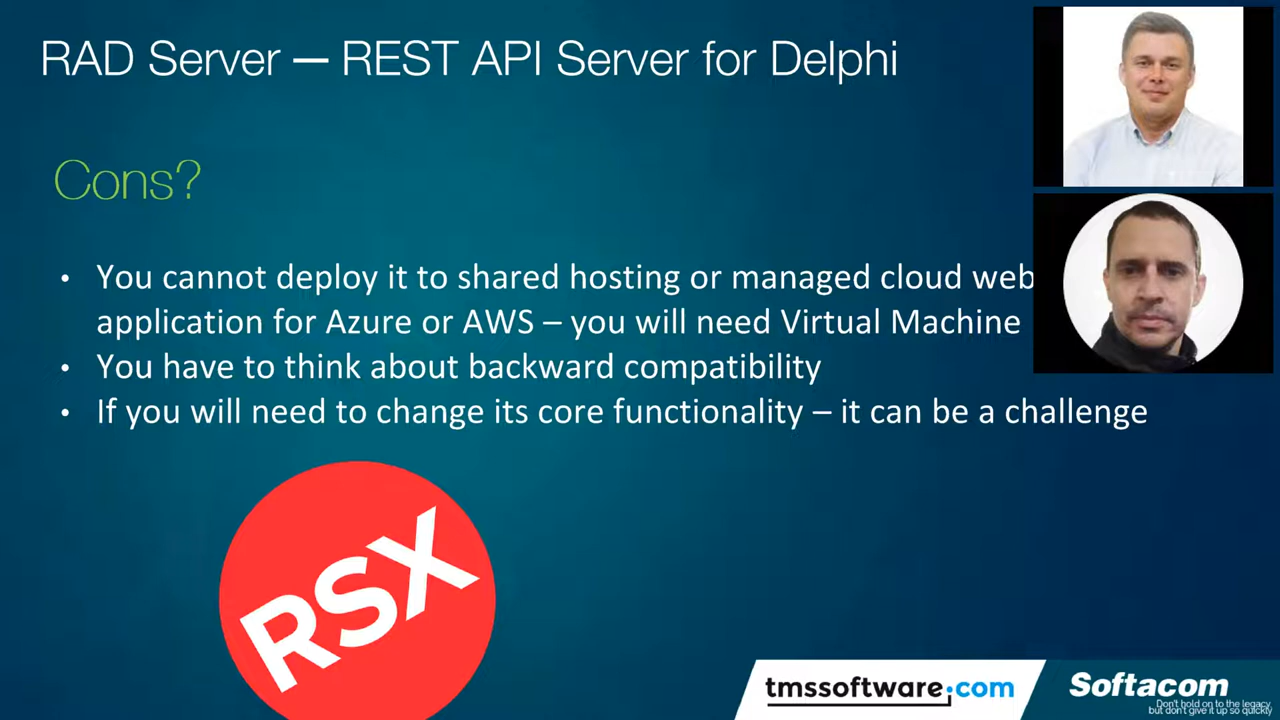 RAD Server — REST API Server for Delphi
Cons?
• You cannot deploy it to shared hosting or managed cloud web
application for Azure or AWS – you will need Virtual Machine
• You have to think about backward compatibility
• If you will need to change its core functionality – it can be a challenge
RSX
tmssoftware.com
Softacom
Don't hold on to the legacy,
but don't give it up so quickly